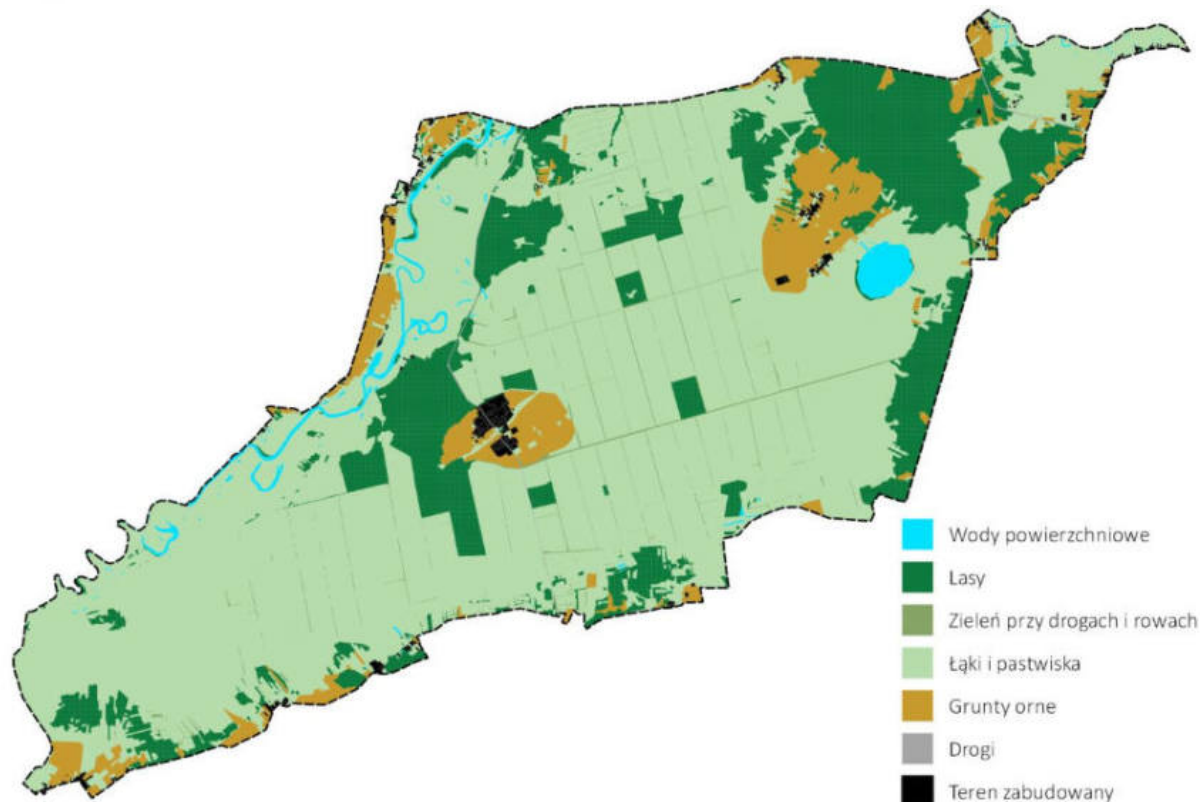 Wody powierzchniowe
Lasy
Zieleń przy drogach i rowach
Łąki i pastwiska
Grunty orne
Drogi
Teren zabudowany